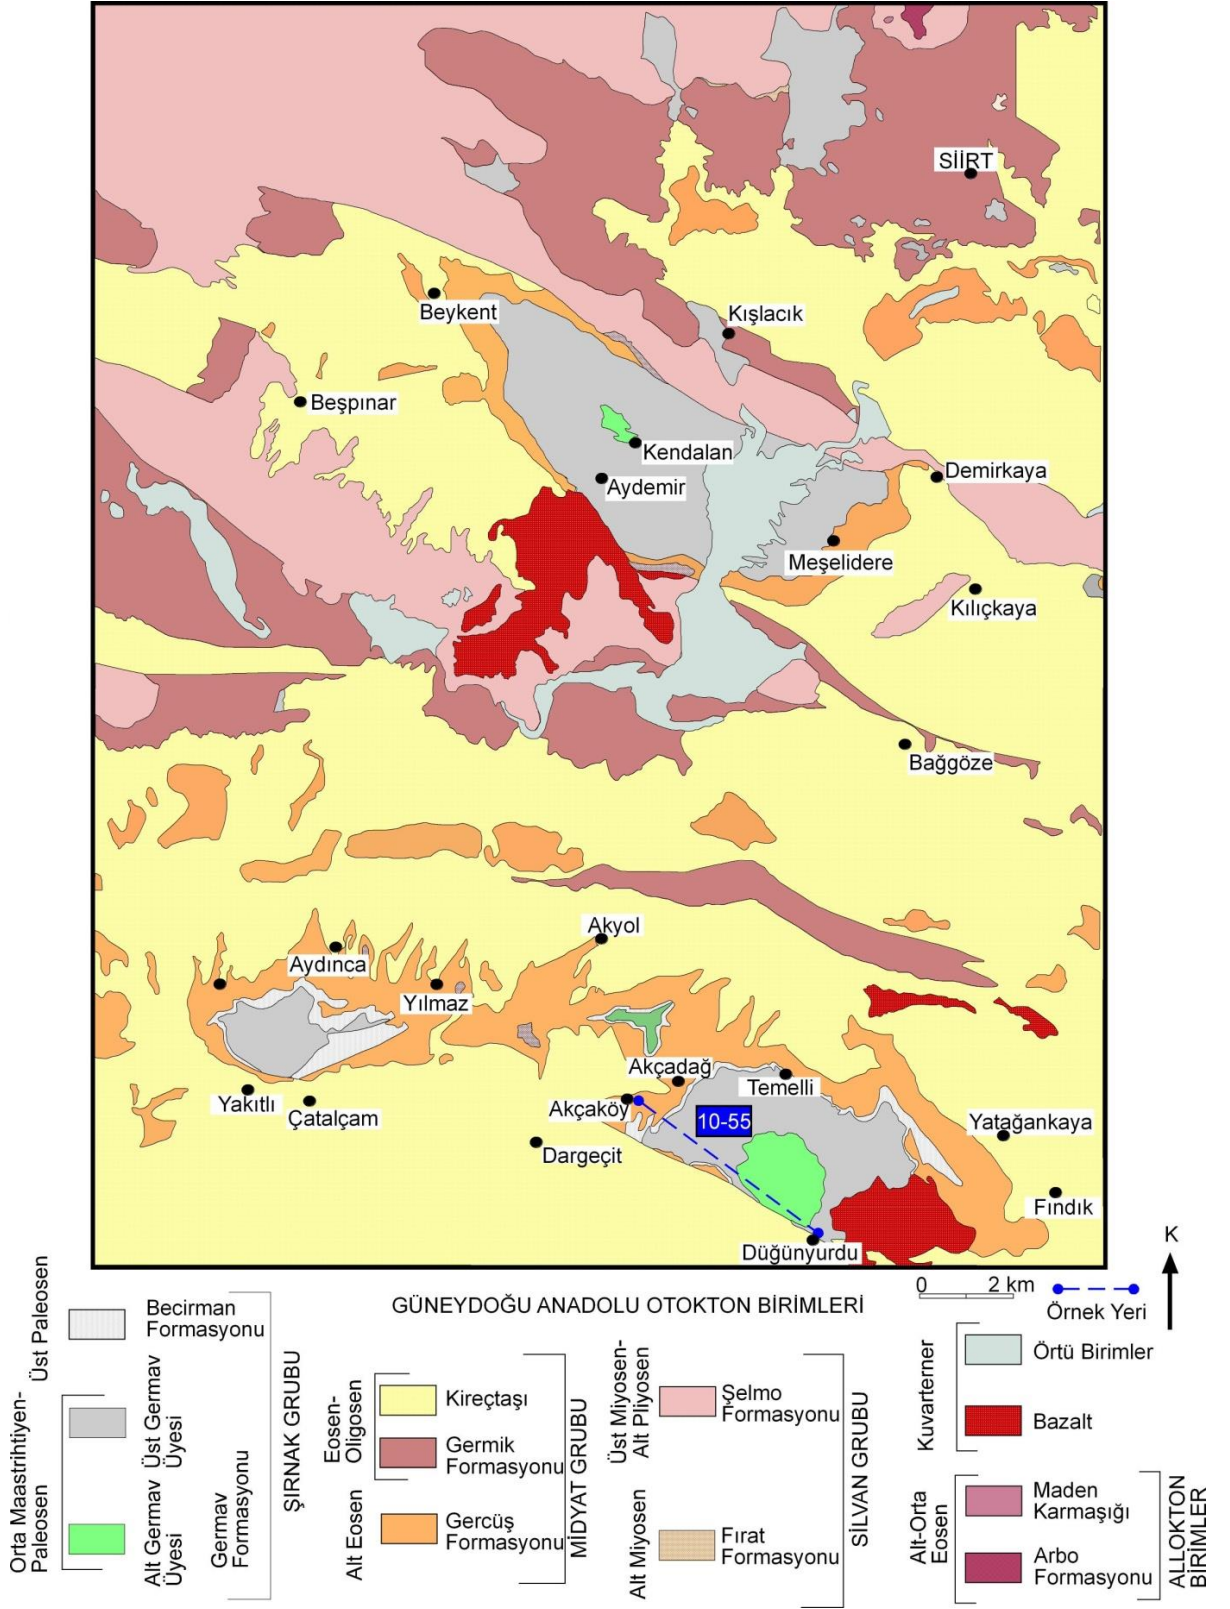 SİİRT
Beykent
Kışlacık
Beşpınar
Kendalan
Demirkaya
Aydemir
Meşelidere
Kılıçkaya
Bağgöze
Akyol
Aydınca
Yılmaz
Akçadağ
Temelli
Yakıtlı
Çatalçam
Akçaköy
10-55
Yatağankaya
Dargeçit
Fındık
Düğünyurdu
K
0 2 km
Örnek Yeri
GÜNEYDOĞU ANADOLU OTOKTON BİRİMLERİ
Üst Paleosen
Becirman
Formasyonu
Orta Maastrihtiyen-
Paleosen
Üst Germav
Üyesi
Alt Germav
Üyesi
Germav
Formasyonu
ŞIRNAK GRUBU
Eosen-
Oligosen
Kireçtaşı
Germik
Formasyonu
Alt Eosen
Gercüş
Formasyonu
MİDYAT GRUBU
Üst Miyosen-
Alt Pliyosen
Şelmo
Formasyonu
Alt Miyosen
Fırat
Formasyonu
SİLVAN GRUBU
Kuvarterner
Örtü Birimler
Bazalt
Alt-Orta
Eosen
Maden
Karmaşığı
Arbo
Formasyonu
ALLOKTON
BİRİMLER